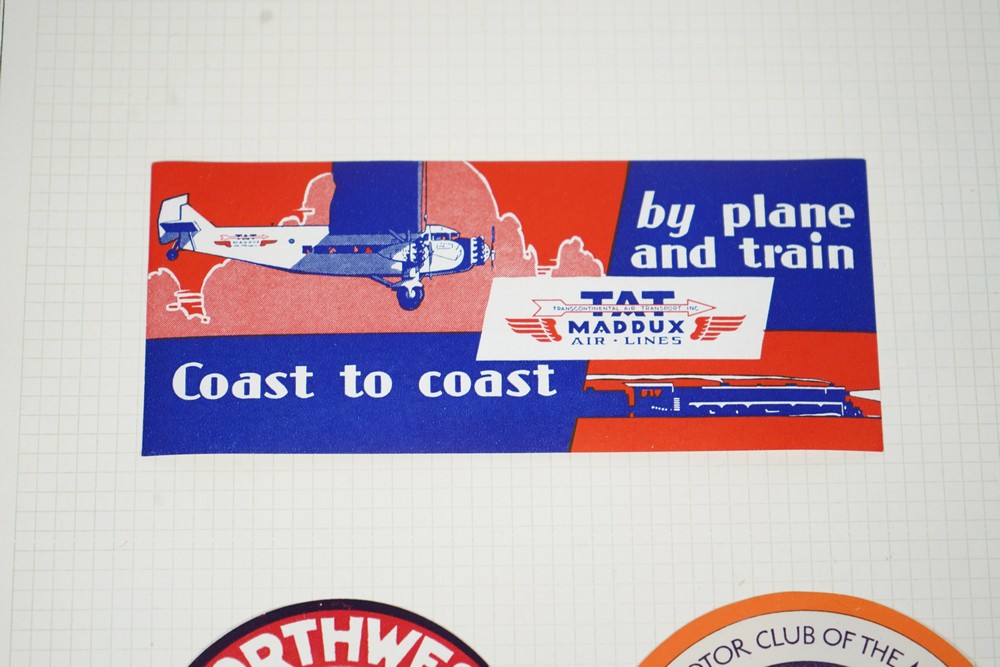 by plane
and train
TAT
TRANSCONTINENTAL AIR TRANSPORT INC
MADDUX
AIR · LINES
TAT
Coast to coast
ORTHWES
OTOR CLUB OF THE